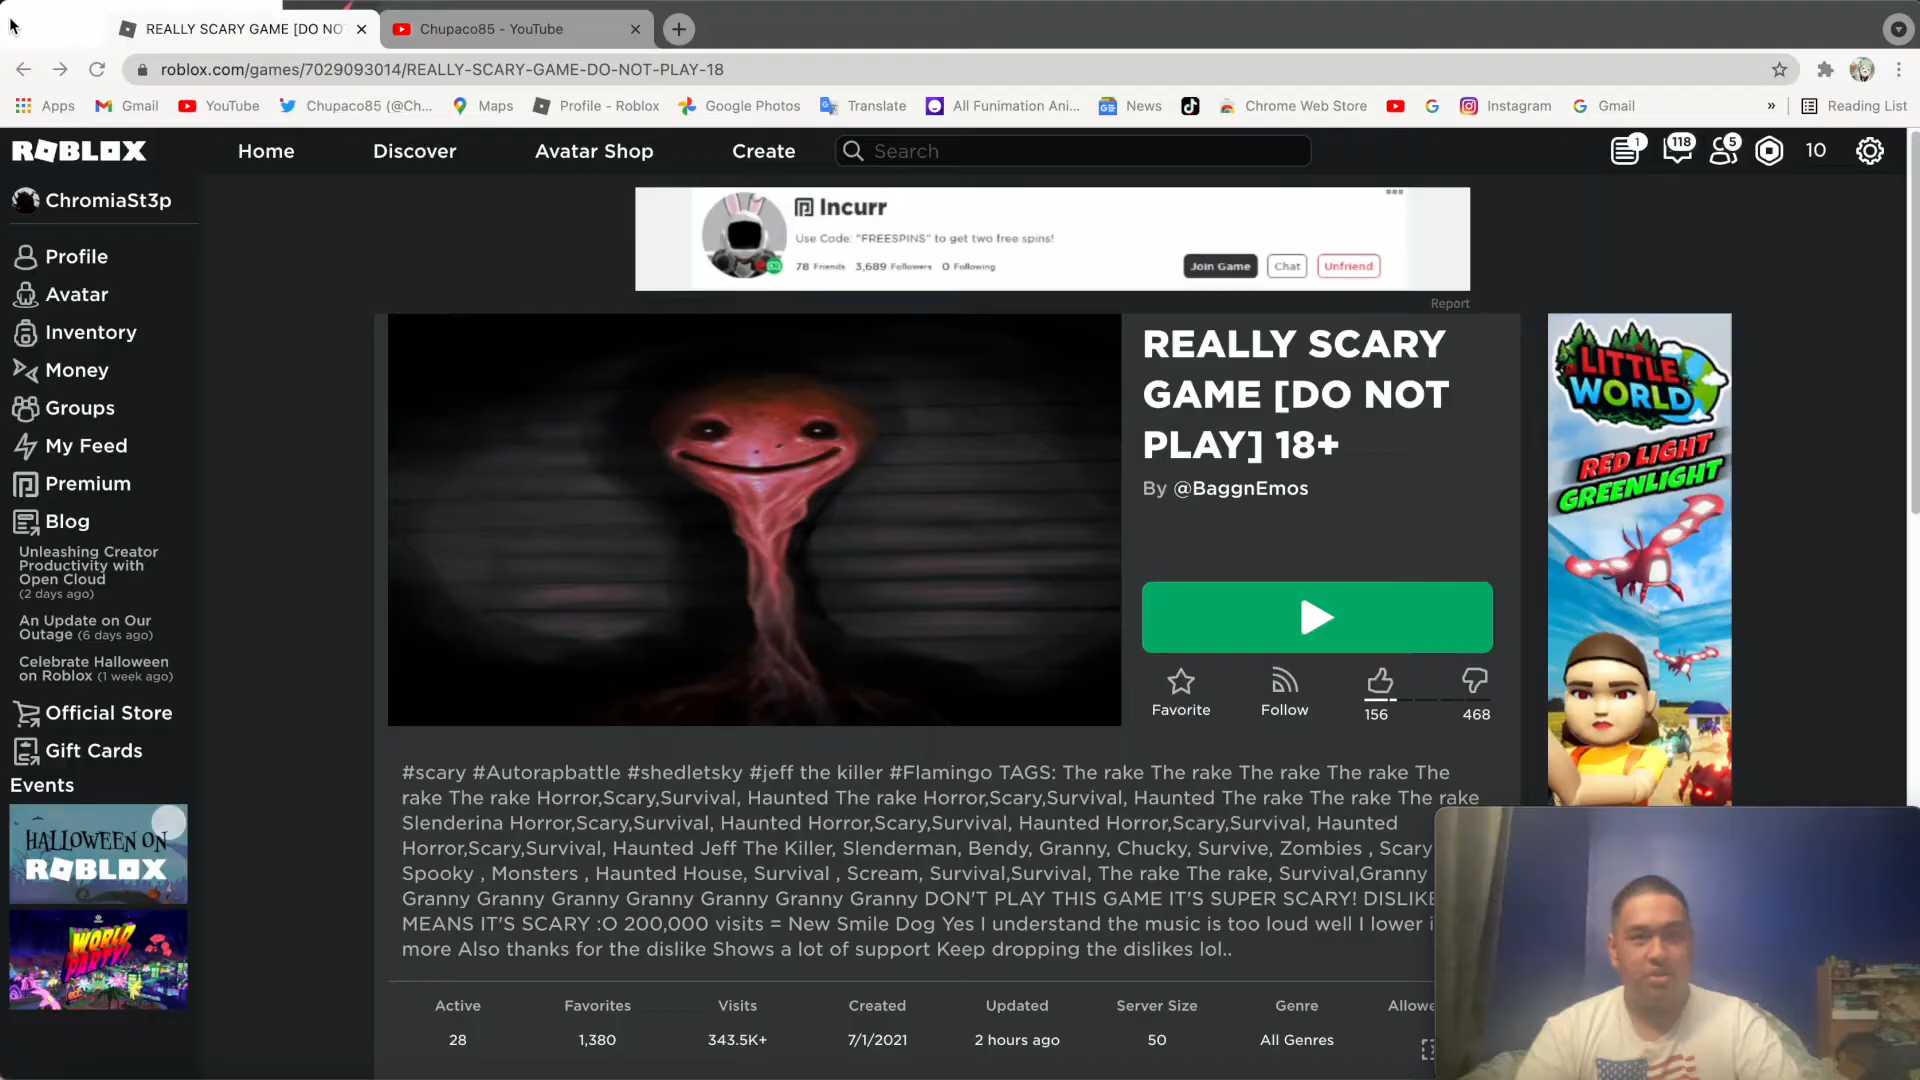 REALLY SCARY GAME [DO NO
Chupaco85 - YouTube
roblox.com/games/7029093014/REALLY-SCARY-GAME-DO-NOT-PLAY-18
Apps
Gmail
YouTube
Chupaco85 (@Ch...
Maps
Profile - Roblox
Google Photos
Translate
All Funimation Ani...
News
Chrome Web Store
Instagram
Gmail
»
Reading List
ROBLOX
Home
Discover
Avatar Shop
Create
Search
1
118
5
10
ChromiaSt3p
Profile
Avatar
Inventory
Money
Groups
My Feed
Premium
Blog
Unleashing Creator
Productivity with
Open Cloud
(2 days ago)
An Update on Our
Outage (6 days ago)
Celebrate Halloween
on Roblox (1 week ago)
Official Store
Gift Cards
Events
HALLOWEEN ON
ROBLOX
WORLD
PARTY!
Incurr
Use Code: "FREESPINS" to get two free spins!
78 Friends 3,689 Followers 0 Following
Join Game
Chat
Unfriend
Report
REALLY SCARY
GAME [DO NOT
PLAY] 18+
By @BaggnEmos
Favorite
Follow
156
468
LITTLE
WORLD
RED LIGHT
GREENLIGHT
#scary #Autorapbattle #shedletsky #jeff the killer #Flamingo TAGS: The rake The rake The rake The rake The
rake The rake Horror,Scary,Survival, Haunted The rake Horror,Scary,Survival, Haunted The rake The rake The rake
Slenderina Horror,Scary,Survival, Haunted Horror,Scary,Survival, Haunted Horror,Scary,Survival, Haunted
Horror,Scary,Survival, Haunted Jeff The Killer, Slenderman, Bendy, Granny, Chucky, Survive, Zombies , Scary
Spooky , Monsters , Haunted House, Survival , Scream, Survival,Survival, The rake The rake, Survival,Granny
Granny Granny Granny Granny Granny Granny Granny DON'T PLAY THIS GAME IT'S SUPER SCARY! DISLIKE
MEANS IT'S SCARY :O 200,000 visits = New Smile Dog Yes I understand the music is too loud well I lower i
more Also thanks for the dislike Shows a lot of support Keep dropping the dislikes lol..
Active
Favorites
Visits
Created
Updated
Server Size
Genre
Allowe
28
1,380
343.5K+
7/1/2021
2 hours ago
50
All Genres